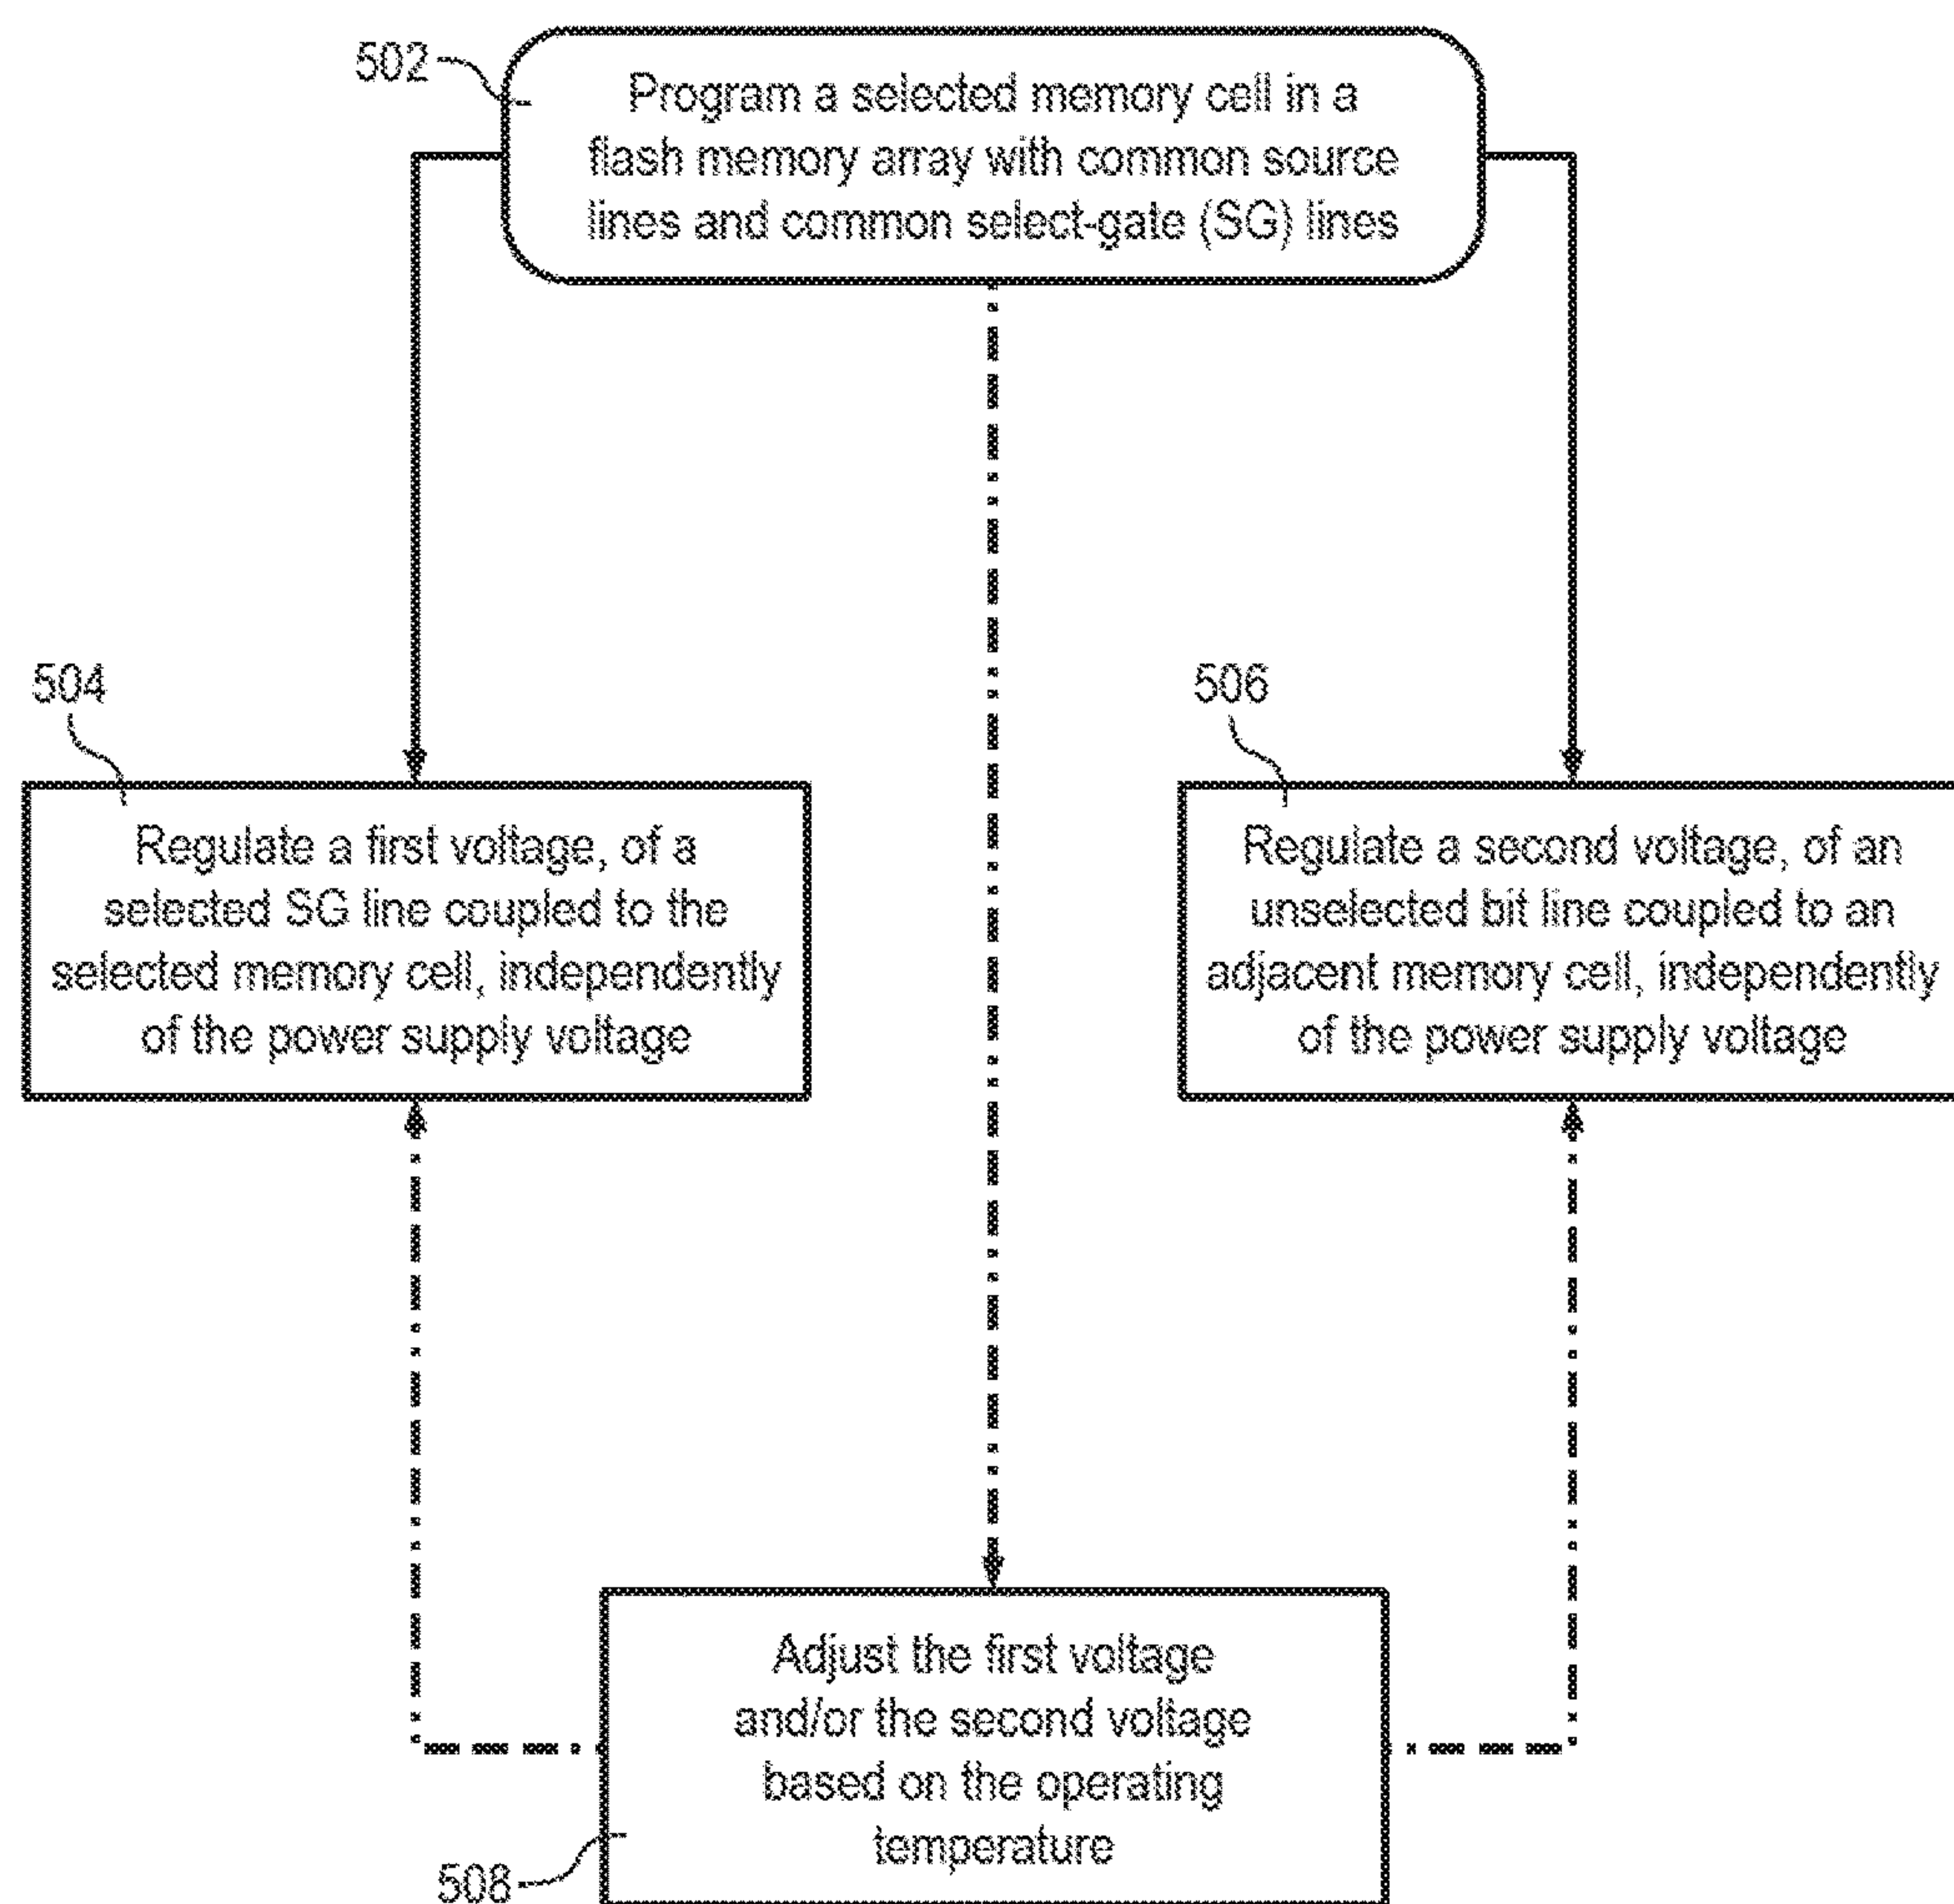 502
Program a selected memory cell in a
flash memory array with common source
lines and common select-gate (SG) lines
504
Regulate a first voltage, of a
selected SG line coupled to the
selected memory cell, independently
of the power supply voltage
506
Regulate a second voltage, of an
unselected bit line coupled to an
adjacent memory cell, independently
of the power supply voltage
Adjust the first voltage
and/or the second voltage
based on the operating
temperature
508